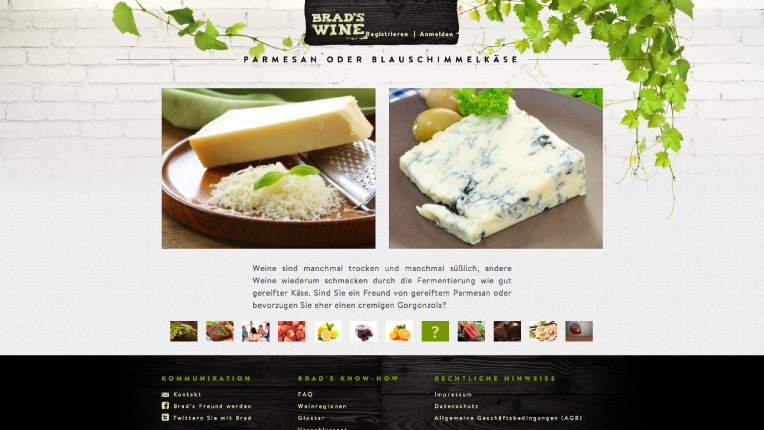 BRAD'S
WINE
Registrieren | Anmelden
PARMESAN ODER BLAUSCHIMMELKÄSE
Weine sind manchmal trocken und manchmal süßlich, andere
Weine wiederum schmecken durch die Fermentierung wie gut
gereifter Käse. Sind Sie ein Freund von gereiftem Parmesan oder
bevorzugen Sie eher einen cremigen Gorgonzola?
?
KOMMUNIKATION
Kontakt
Brad's Freund werden
Twittern Sie mit Brad
BRAD'S KNOW-HOW
FAQ
Weinregionen
Glossar
RECHTLICHE HINWEISE
Impressum
Datenschutz
Allgemeine Geschäftsbedingungen (AGB)